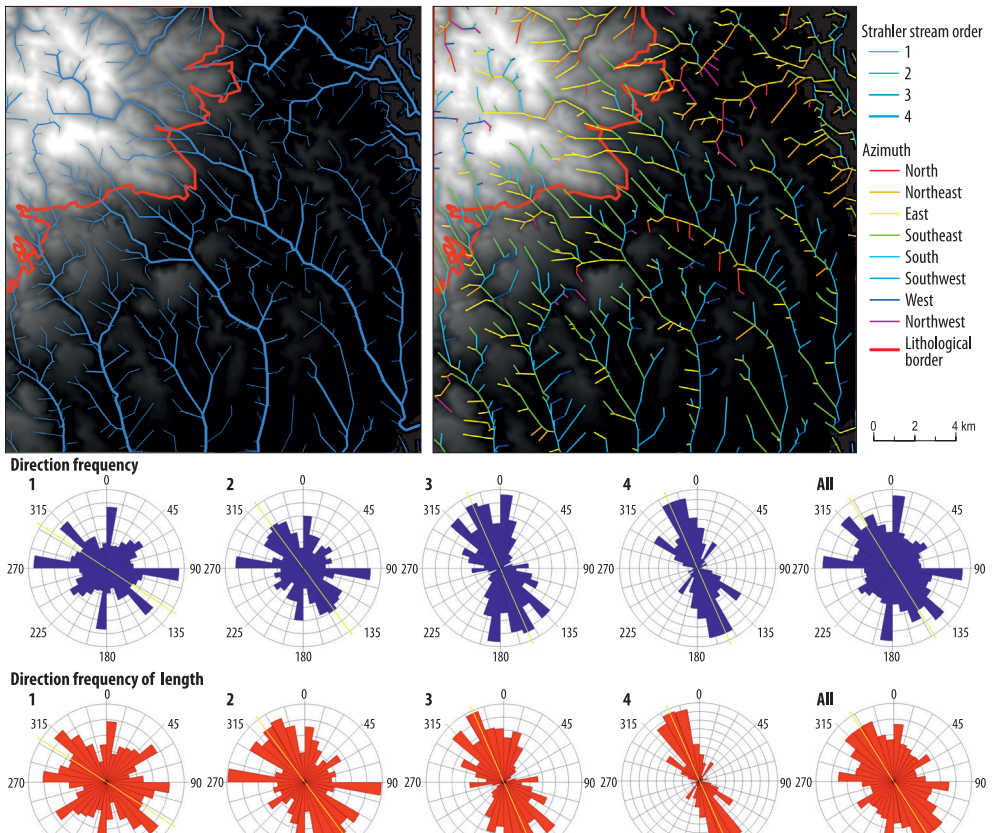 Strahler stream order
1
2
3
4
Azimuth
North
Northeast
East
Southeast
South
Southwest
West
Northwest
Lithological
border
0 2 4 km
Direction frequency
1 0 45 90 135 180 225 270 315
2 0 45 90 135 180 225 270 315
3 0 45 90 135 180 225 270 315
4 0 45 90 135 180 225 270 315
All 0 45 90 135 180 225 270 315
Direction frequency of length
1 0 45 90 270 315
2 0 45 90 270 315
3 0 45 90 270 315
4 0 45 90 270 315
All 0 45 90 270 315